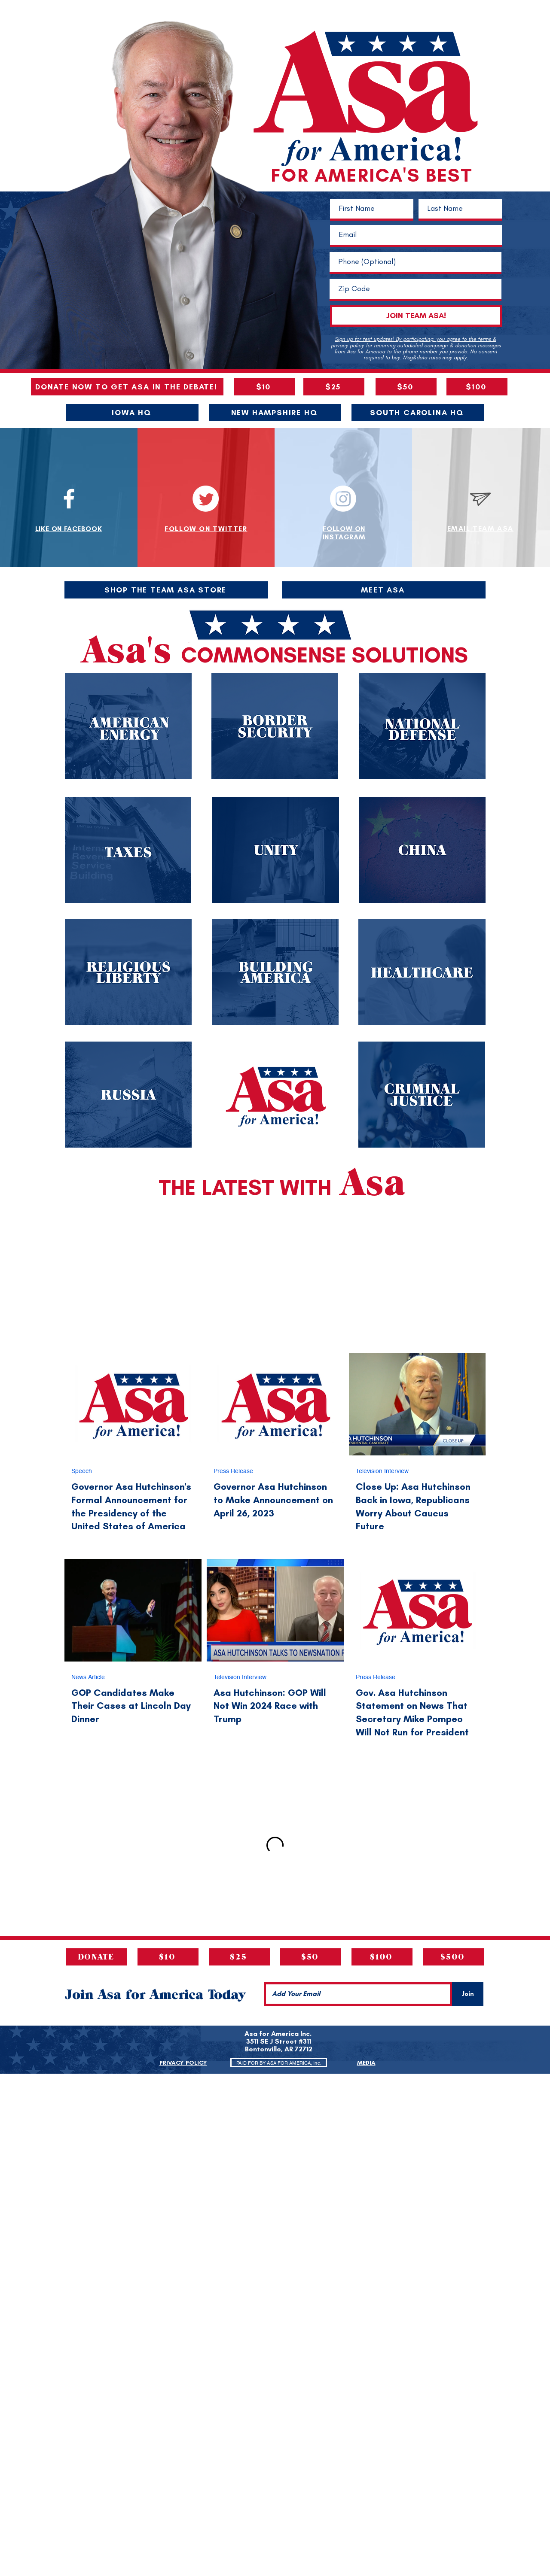 Asa
for America!
FOR AMERICA'S BEST
First Name
Last Name
Email
Phone (Optional)
Zip Code
JOIN TEAM ASA!
Sign up for text updates! By participating, you agree to the terms &
privacy policy for recurring autodialed campaign & donation messages
from Asa for America to the phone number you provide. No consent
required to buy. Msg&data rates may apply.
DONATE NOW TO GET ASA IN THE DEBATE!
$10
$25
$50
$100
IOWA HQ
NEW HAMPSHIRE HQ
SOUTH CAROLINA HQ
LIKE ON FACEBOOK
FOLLOW ON TWITTER
FOLLOW ON
INSTAGRAM
EMAIL TEAM ASA
SHOP THE TEAM ASA STORE
MEET ASA
Asa's COMMONSENSE SOLUTIONS
AMERICAN
ENERGY
BORDER
SECURITY
NATIONAL
DEFENSE
Internal
Revenue
Service
Building
TAXES
UNITY
CHINA
RELIGIOUS
LIBERTY
BUILDING
AMERICA
HEALTHCARE
RUSSIA
Asa
for America!
CRIMINAL
JUSTICE
THE LATEST WITH Asa
Asa
for America!
Speech
Governor Asa Hutchinson's
Formal Announcement for
the Presidency of the
United States of America
Asa
for America!
Press Release
Governor Asa Hutchinson
to Make Announcement on
April 26, 2023
A HUTCHINSON
RESIDENTIAL CANDIDATE
CLOSE UP
Television Interview
Close Up: Asa Hutchinson
Back in Iowa, Republicans
Worry About Caucus
Future
News Article
GOP Candidates Make
Their Cases at Lincoln Day
Dinner
ASA HUTCHINSON TALKS TO NEWSNATION F
Television Interview
Asa Hutchinson: GOP Will
Not Win 2024 Race with
Trump
Asa
for America!
Press Release
Gov. Asa Hutchinson
Statement on News That
Secretary Mike Pompeo
Will Not Run for President
DONATE
$10
$25
$50
$100
$500
Join Asa for America Today
Add Your Email
Join
Asa for America Inc.
3511 SE J Street #311
Bentonville, AR 72712
PRIVACY POLICY
PAID FOR BY ASA FOR AMERICA, Inc.
MEDIA